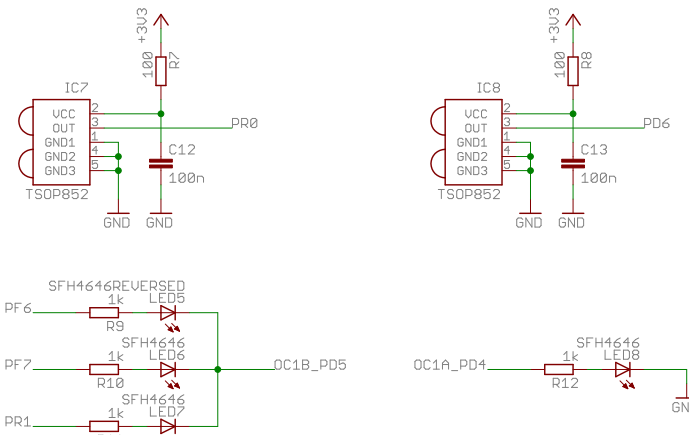 +3V3
100
R7
IC7
VCC 2
OUT 3
GND1 1
GND2 4
GND3 5
TSOP852
PR0
C12
100n
GND
GND
+3V3
100
R8
IC8
VCC 2
OUT 3
GND1 1
GND2 4
GND3 5
TSOP852
PD6
C13
100n
GND
GND
SFH4646REVERSED
PF6
1k
LED5
R9
SFH4646
PF7
1k
LED6
R10
OC1B_PD5
SFH4646
PR1
1k
LED7
OC1A_PD4
1k
R12
SFH4646
LED8
GN